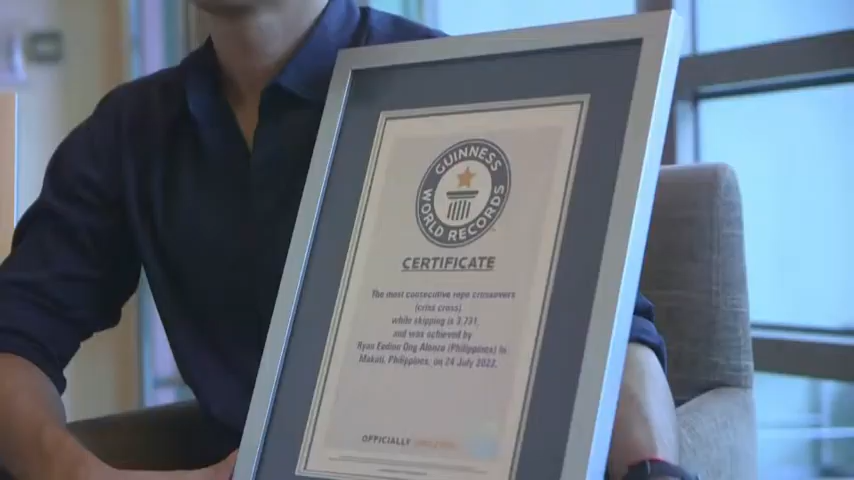 GUINNESS
WORLD RECORDS
CERTIFICATE
The most consecutive rope crossovers
(criss cross)
while skipping is 3,731,
and was achieved by
Ryan Ong Alonzo (Philippines) in
Makati, Philippines, on 24 July 2022.
OFFICIALLY